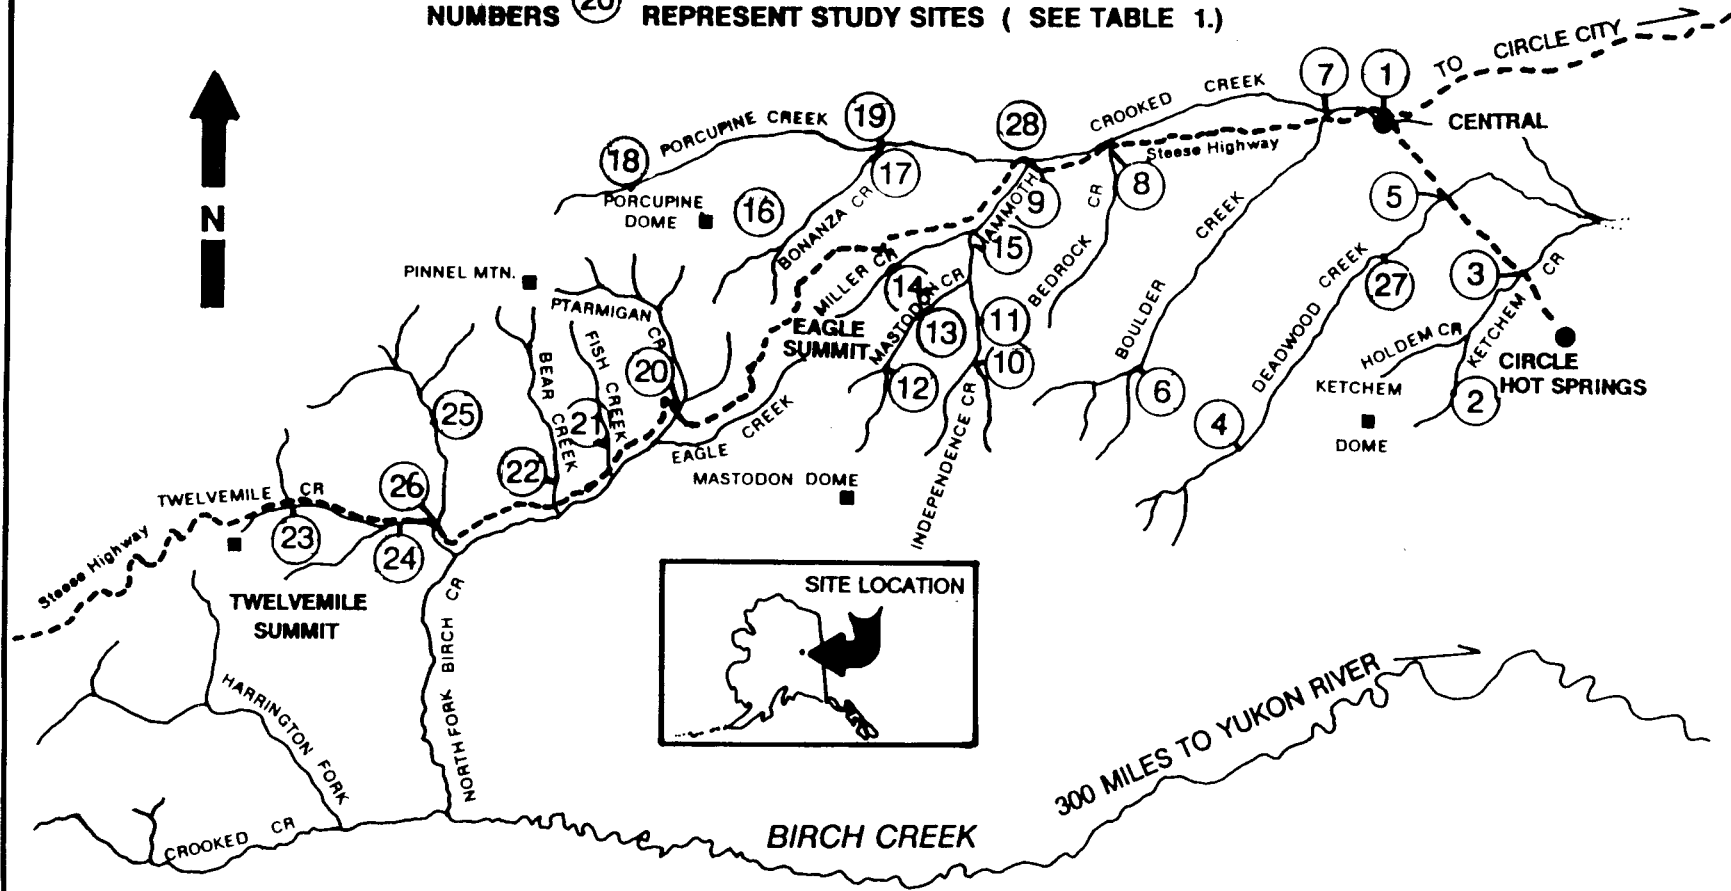 NUMBERS 20 REPRESENT STUDY SITES ( SEE TABLE 1.)
TO CIRCLE CITY
7
1
CROOKED CREEK
CENTRAL
28
19
PORCUPINE CREEK
Steese Highway
18
17
8
5
PORCUPINE
DOME
16
BONANZA CR
MAMMOTH
9
BEDROCK CR
BOULDER CREEK
N
15
PINNEL MTN.
MILLER CR
14
DEADWOOD CREEK
27
3
KETCHEM CR
PTARMIGAN CR
EAGLE
SUMMIT
MASTODON CR
13
11
HOLDEM CR
CIRCLE
HOT SPRINGS
FISH CREEK
BEAR CREEK
20
12
10
6
KETCHEM
DOME
2
25
21
EAGLE CREEK
INDEPENDENCE CR
4
22
MASTODON DOME
26
TWELVEMILE CR
23
24
Steese Highway
TWELVEMILE
SUMMIT
SITE LOCATION
NORTH FORK BIRCH CR
HARRINGTON FORK
300 MILES TO YUKON RIVER
CROOKED CR
BIRCH CREEK